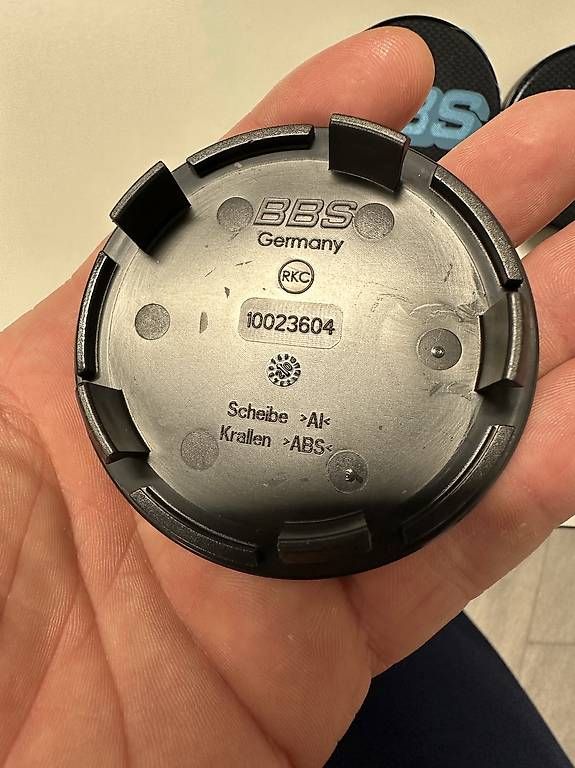 BBS
BBS
Germany
RKC
10023604
Scheibe >Al<
Krallen >ABS<